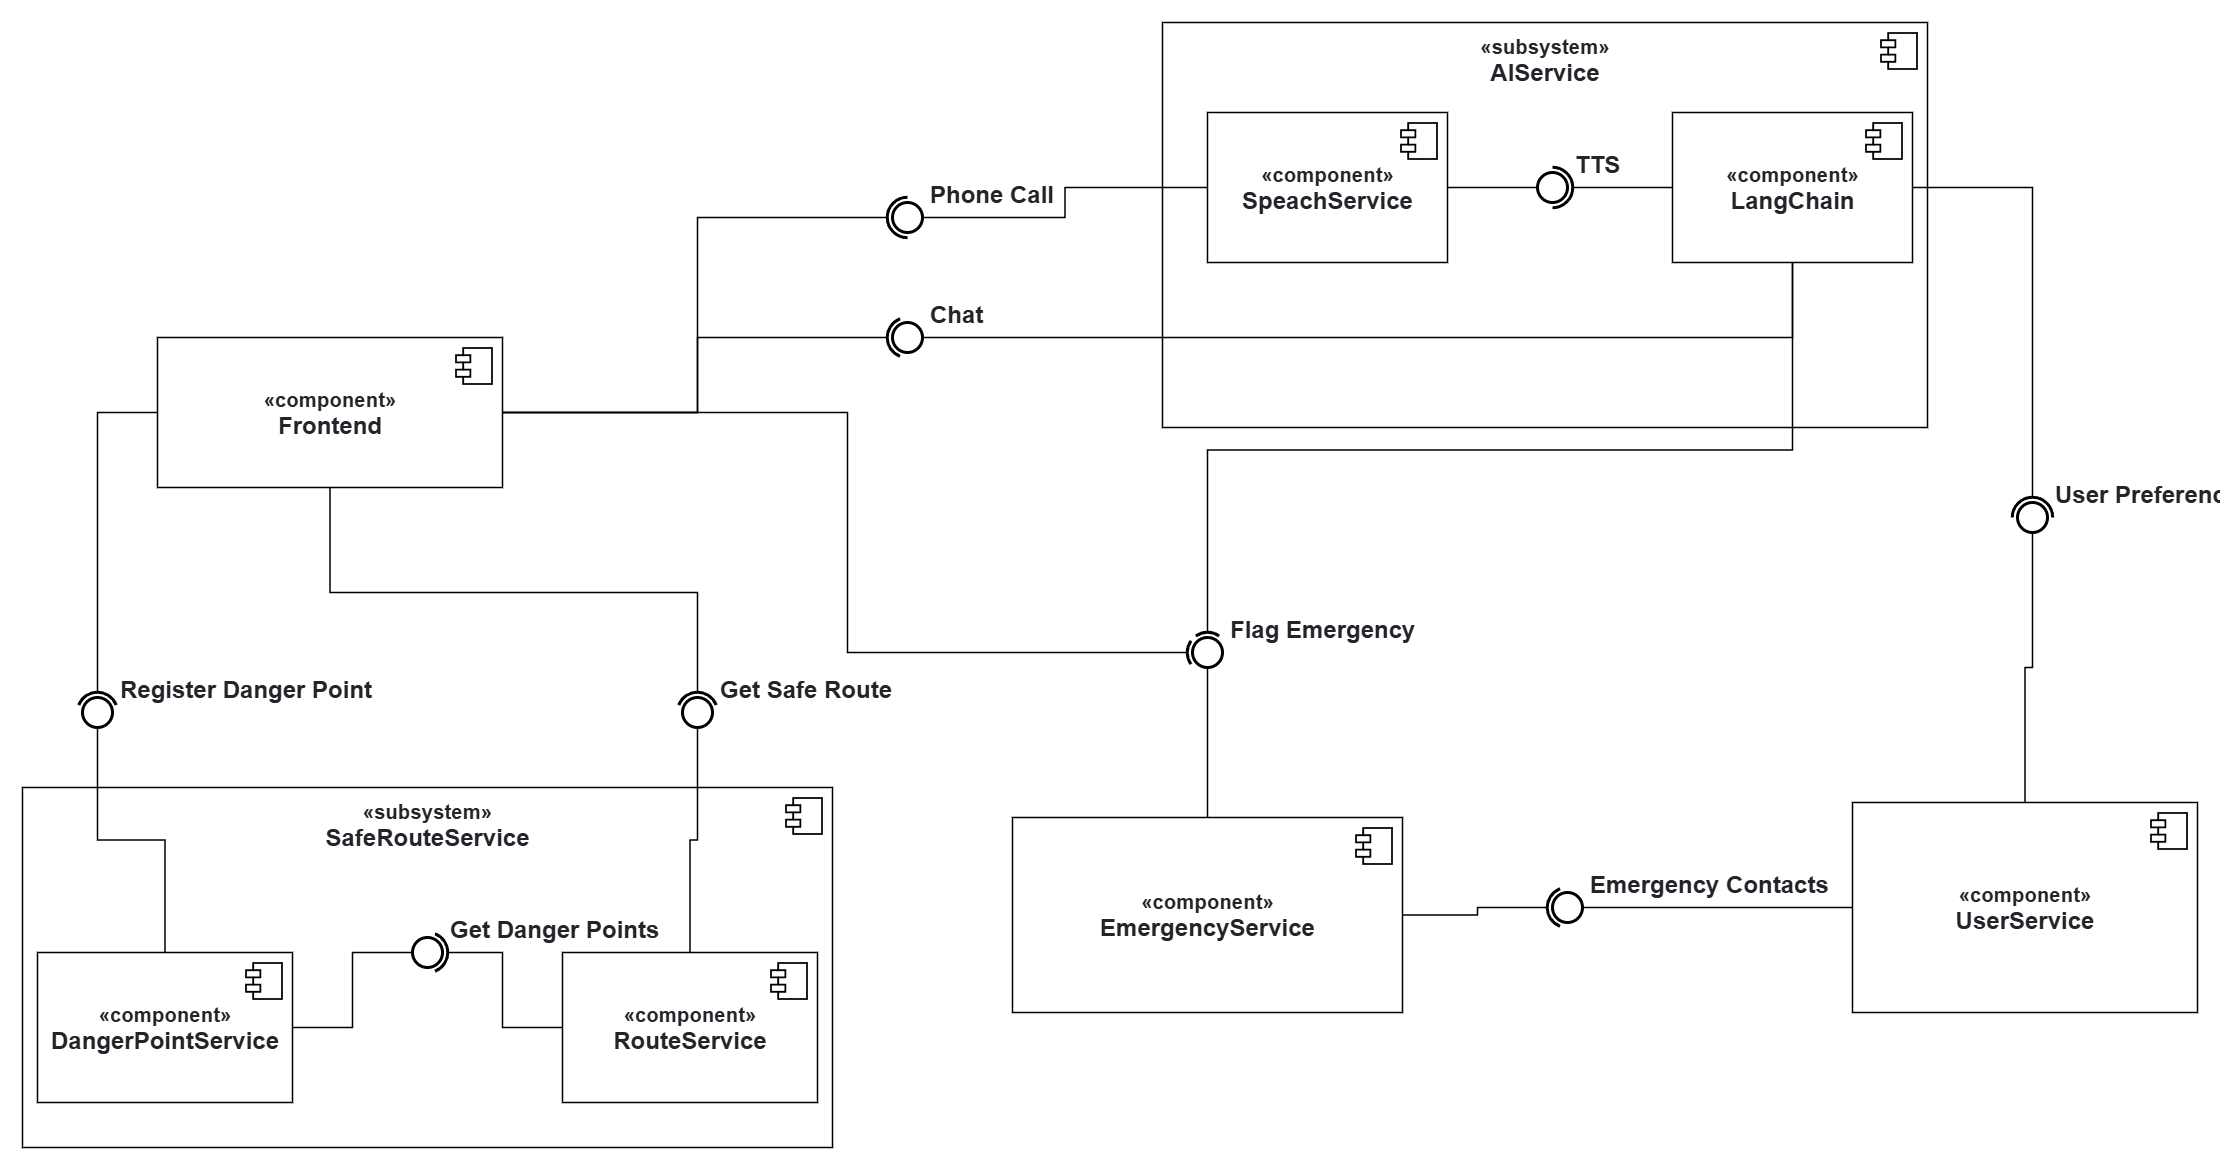 «subsystem»
AIService
«component»
SpeachService
TTS
«component»
LangChain
Phone Call
Chat
«component»
Frontend
User Preferenc
Flag Emergency
Register Danger Point
Get Safe Route
«subsystem»
SafeRouteService
Get Danger Points
«component»
DangerPointService
«component»
RouteService
«component»
EmergencyService
Emergency Contacts
«component»
UserService